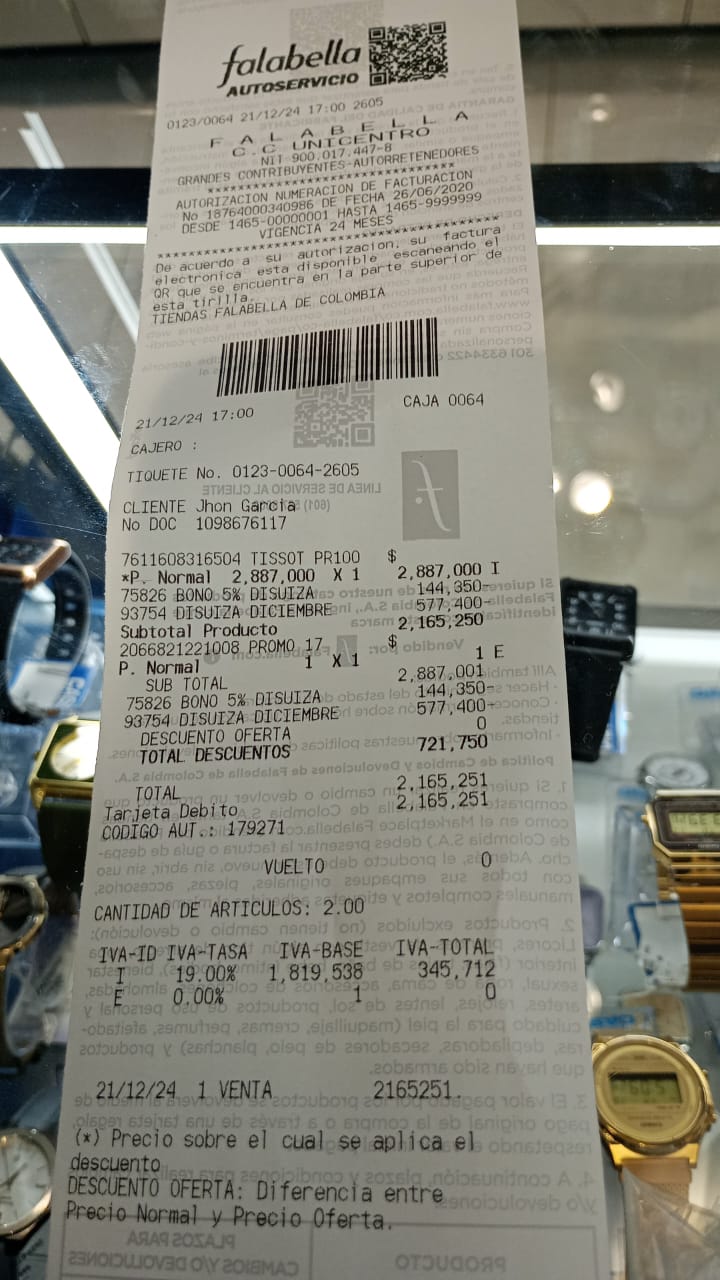 falabella
AUTOSERVICIO
0123/0064 21/12/24 17:00 2605
F A L A B E L L A
C.C UNICENTRO
NIT 900.017.447-8
GRANDES CONTRIBUYENTES-AUTORRETENEDORES
AUTORIZACION NUMERACION DE FACTURACION
No 18764000340986 DE FECHA 26/06/2020
DESDE 1465-00000001 HASTA 1465-9999999
VIGENCIA 24 MESES
De acuerdo a su autorizacion, su factura
electronica esta disponible escaneando el
QR que se encuentra en la parte superior de
esta tirilla.
TIENDAS FALABELLA DE COLOMBIA
21/12/24 17:00 CAJA 0064
CAJERO :
TIQUETE No. 0123-0064-2605
CLIENTE Jhon Garcia
No DOC 1098676117
7611608316504 TISSOT PR100 $
*P. Normal 2,887,000 X 1 2,887,000 I
75826 BONO 5% DISUIZA 144,350-
93754 DISUIZA DICIEMBRE 577,400-
Subtotal Producto 2,165,250
2066821221008 PROMO 17 $
P. Normal 1 X 1 1 E
SUB TOTAL 2,887,001
75826 BONO 5% DISUIZA 144,350-
93754 DISUIZA DICIEMBRE 577,400-
DESCUENTO OFERTA 0
TOTAL DESCUENTOS 721,750
TOTAL 2,165,251
Tarjeta Debito 2,165,251
CODIGO AUT.: 179271
VUELTO 0
CANTIDAD DE ARTICULOS: 2.00
IVA-ID IVA-TASA IVA-BASE IVA-TOTAL
I 19.00% 1,819,538 345,712
E 0.00% 1 0
21/12/24 1 VENTA 2165251.
(*) Precio sobre el cual se aplica el
descuento
DESCUENTO OFERTA: Diferencia entre
Precio Normal y Precio Oferta.